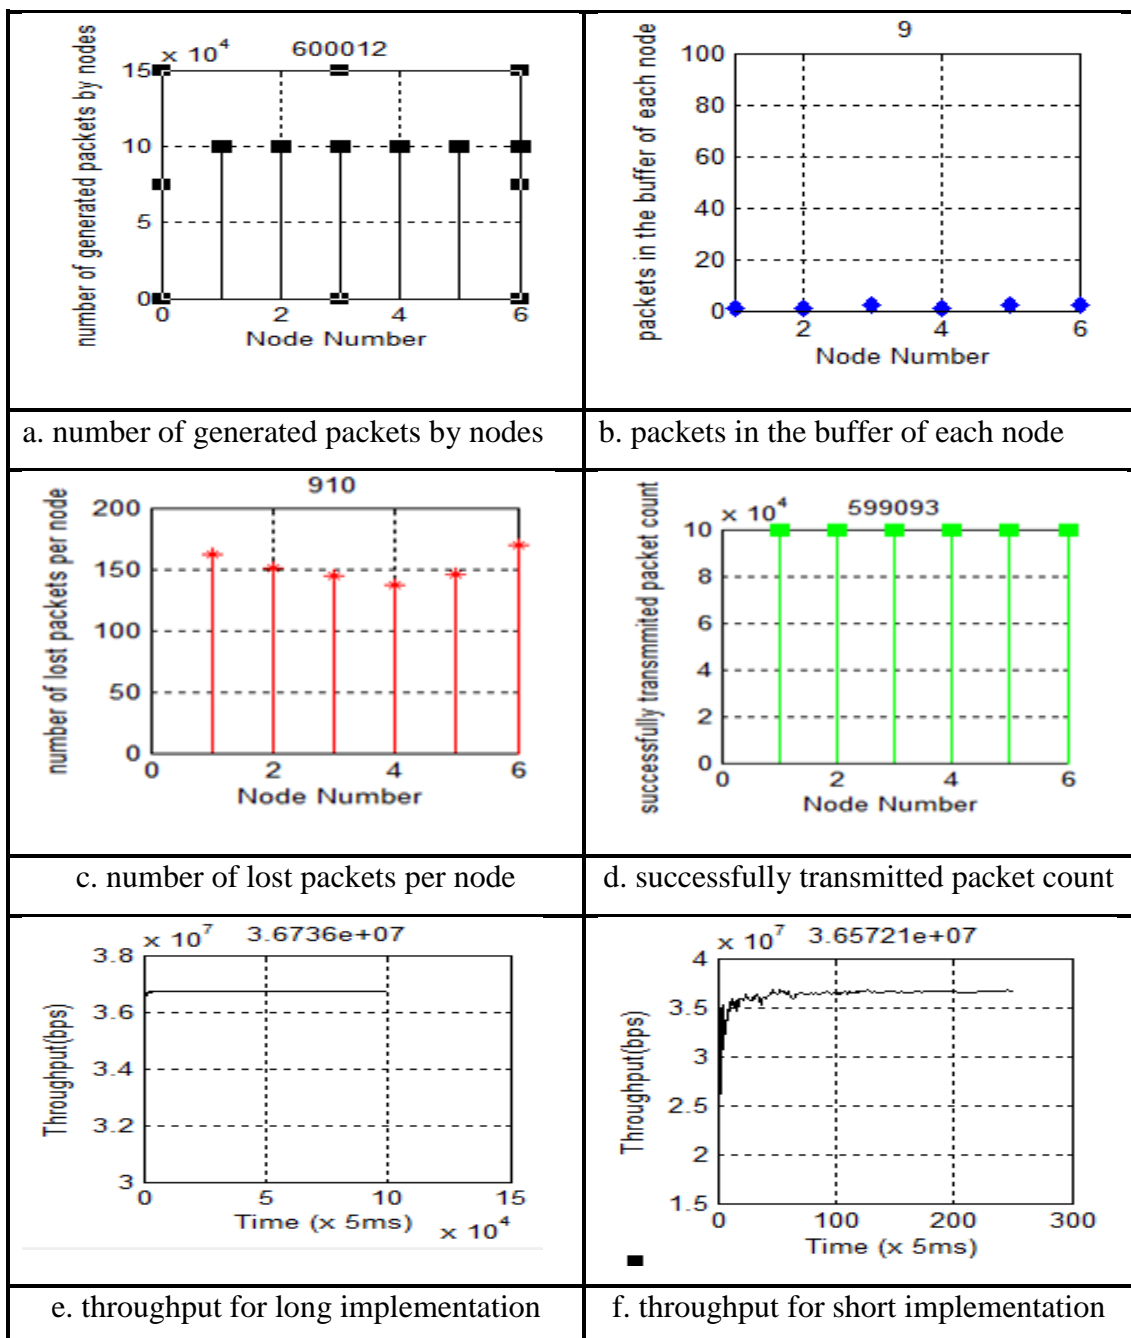 × 10^4 600012
number of generated packets by nodes
15
10
5
0
0 2 4 6
Node Number
9
packets in the buffer of each node
100
80
60
40
20
0
2 4 6
Node Number
a. number of generated packets by nodes
b. packets in the buffer of each node
910
number of lost packets per node
200
150
100
50
0
0 2 4 6
Node Number
× 10^4 599093
successfully transmmited packet count
10
8
6
4
2
0
0 2 4 6
Node Number
c. number of lost packets per node
d. successfully transmitted packet count
× 10^7 3.6736e+07
Throughput(bps)
3.8
3.6
3.4
3.2
3
0 5 10 15
Time (x 5ms) × 10^4
× 10^7 3.65721e+07
Throughput(bps)
4
3.5
3
2.5
2
1.5
0 100 200 300
Time (x 5ms)
e. throughput for long implementation
f. throughput for short implementation